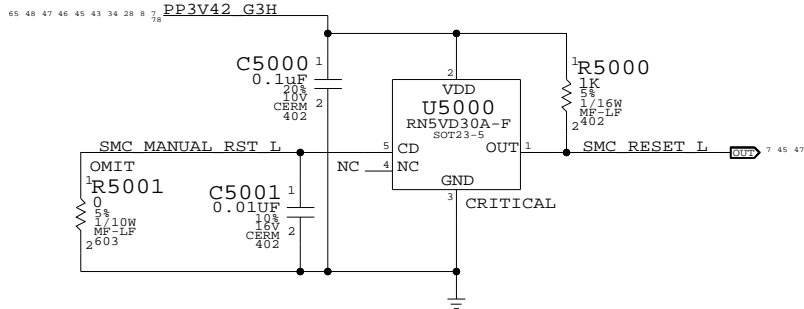 65 48 47 46 45 43 34 28 8 7 PP3V42_G3H
78
C5000 1
0.1uF
20%
10V
CERM 2
402
2
VDD
U5000
RN5VD30A-F
SOT23-5
5 CD
OUT 1
NC 4 NC
GND
3
CRITICAL
1 R5000
1K
5%
1/16W
MF-LF
2 402
SMC_MANUAL_RST_L
SMC_RESET_L
OUT 7 45 47
OMIT
1 R5001
0
5%
1/10W
MF-LF
2 603
C5001 1
0.01UF
10%
16V 2
CERM
402